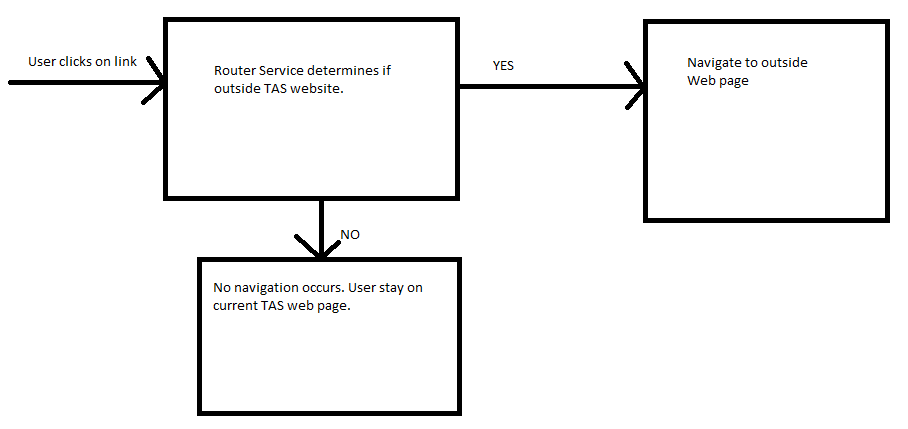 User clicks on link
Router Service determines if
outside TAS website.
YES
Navigate to outside
Web page
NO
No navigation occurs. User stay on
current TAS web page.